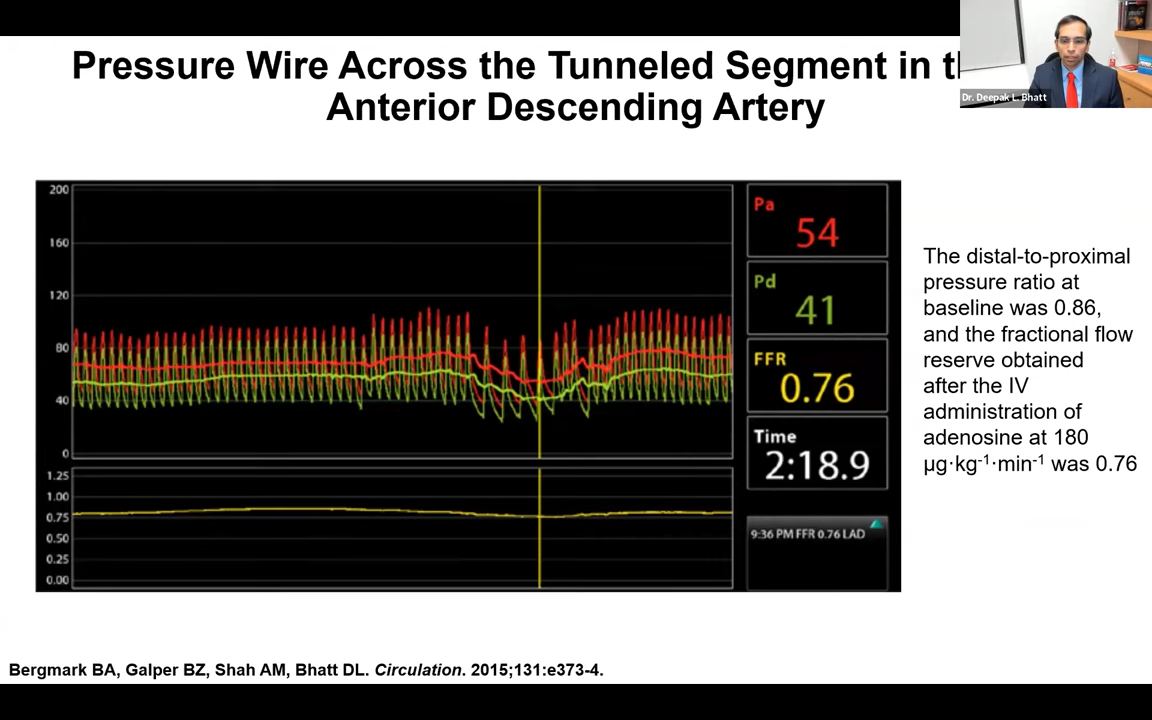 Pressure Wire Across the Tunneled Segment in
Anterior Descending Artery
Dr. Deepak L. Bhatt
200
160
120
80
40
0
1.25
1.00
0.75
0.50
0.25
0.00
Pa
54
Pd
41
FFR
0.76
Time
2:18.9
9:36 PM FFR 0.76 LAD
The distal-to-proximal
pressure ratio at
baseline was 0.86,
and the fractional flow
reserve obtained
after the IV
administration of
adenosine at 180
µg·kg⁻¹·min⁻¹ was 0.76
Bergmark BA, Galper BZ, Shah AM, Bhatt DL. Circulation. 2015;131:e373-4.